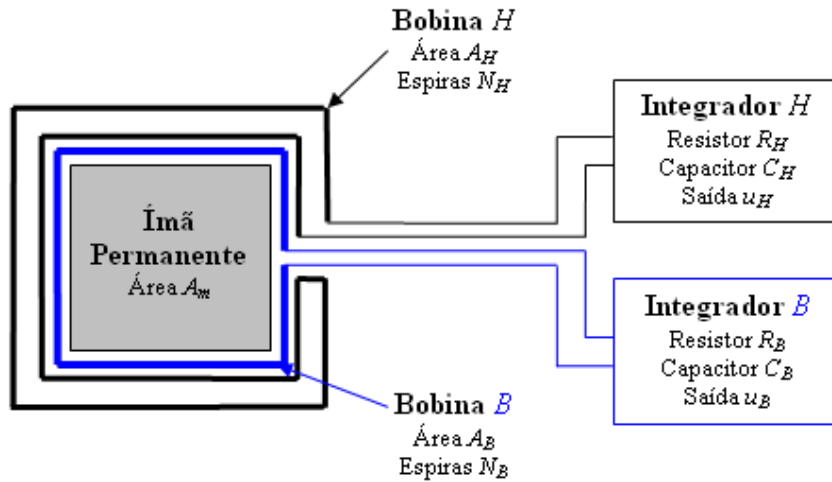 Bobina H
Área A_H
Espiras N_H
Integrador H
Resistor R_H
Capacitor C_H
Saída u_H
Ímã
Permanente
Área A_m
Integrador B
Resistor R_B
Capacitor C_B
Saída u_B
Bobina B
Área A_B
Espiras N_B